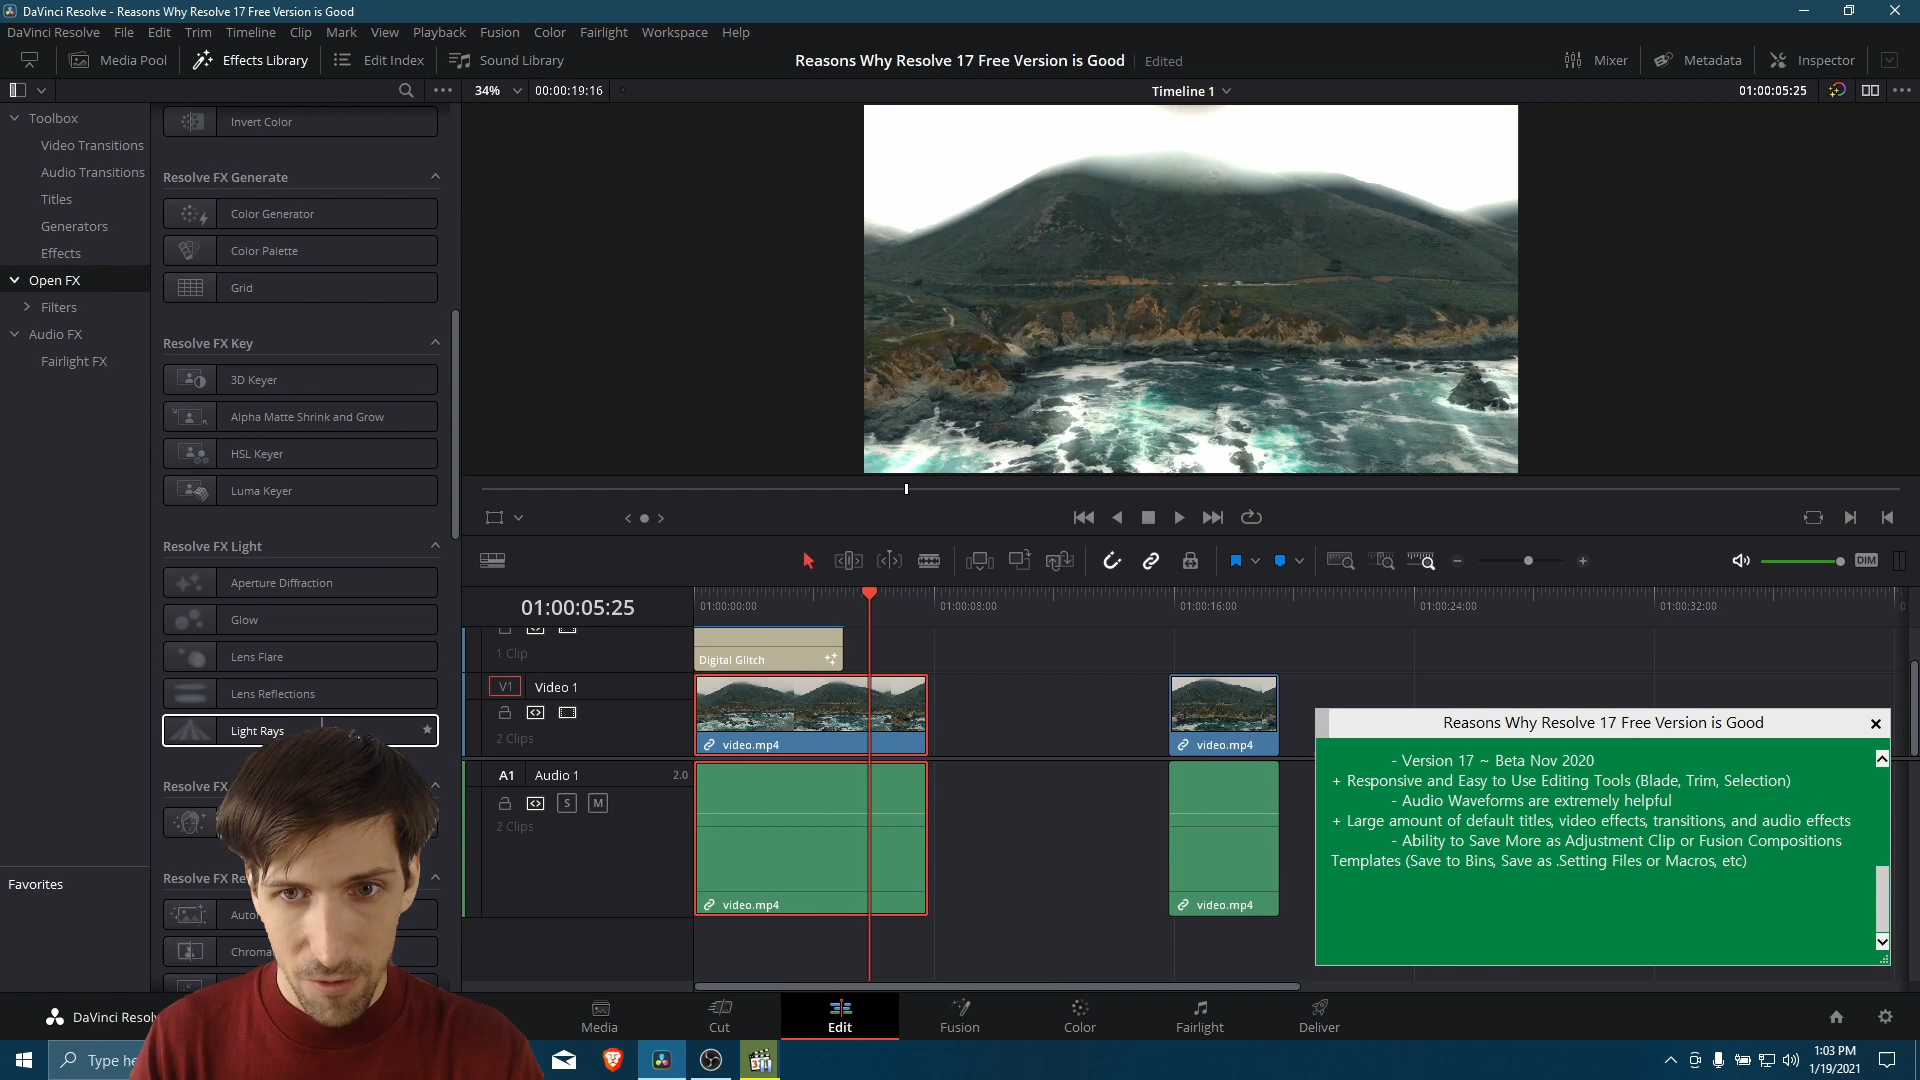 DaVinci Resolve - Reasons Why Resolve 17 Free Version is Good
DaVinci Resolve File Edit Trim Timeline Clip Mark View Playback Fusion Color Fairlight Workspace Help
Media Pool Effects Library Edit Index Sound Library Reasons Why Resolve 17 Free Version is Good Edited Mixer Metadata Inspector
34% 00:00:19:16 Timeline 1 01:00:05:25
Toolbox
Video Transitions
Audio Transitions
Titles
Generators
Effects
Open FX
Filters
Audio FX
Fairlight FX
Favorites
Invert Color
Resolve FX Generate
Color Generator
Color Palette
Grid
Resolve FX Key
3D Keyer
Alpha Matte Shrink and Grow
HSL Keyer
Luma Keyer
Resolve FX Light
Aperture Diffraction
Glow
Lens Flare
Lens Reflections
Light Rays
Resolve FX
Resolve FX
DIM
01:00:05:25
01:00:00:00 01:00:08:00 01:00:16:00 01:00:24:00 01:00:32:00
1 Clip
Digital Glitch
V1 Video 1
2 Clips
video.mp4 video.mp4
A1 Audio 1 2.0
S M
2 Clips
video.mp4 video.mp4
Reasons Why Resolve 17 Free Version is Good
- Version 17 ~ Beta Nov 2020
+ Responsive and Easy to Use Editing Tools (Blade, Trim, Selection)
- Audio Waveforms are extremely helpful
+ Large amount of default titles, video effects, transitions, and audio effects
- Ability to Save More as Adjustment Clip or Fusion Compositions
Templates (Save to Bins, Save as .Setting Files or Macros, etc)
DaVinci Resolv
Media Cut Edit Fusion Color Fairlight Deliver
Type he
1:03 PM
1/19/2021